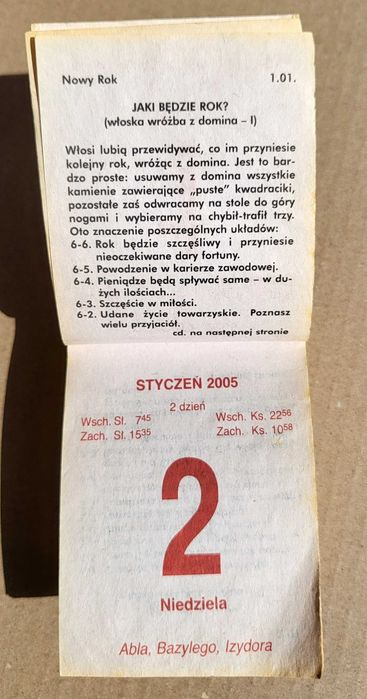 Nowy Rok 1.01.
JAKI BĘDZIE ROK?
(włoska wróżba z domina – I)
Włosi lubią przewidywać, co im przyniesie
kolejny rok, wróżąc z domina. Jest to bar-
dzo proste: usuwamy z domina wszystkie
kamienie zawierające „puste” kwadraciki,
pozostałe zaś odwracamy na stole do góry
nogami i wybieramy na chybił-trafił trzy.
Oto znaczenie poszczególnych układów:
6-6. Rok będzie szczęśliwy i przyniesie
nieoczekiwane dary fortuny.
6-5. Powodzenie w karierze zawodowej.
6-4. Pieniądze będą spływać same – w du-
żych ilościach...
6-3. Szczęście w miłości.
6-2. Udane życie towarzyskie. Poznasz
wielu przyjaciół.
cd. na następnej stronie
STYCZEŃ 2005
2 dzień
Wsch. Sł. 7⁴⁵ Wsch. Ks. 22⁵⁶
Zach. Sł. 15³⁵ Zach. Ks. 10⁵⁸
2
Niedziela
Abla, Bazylego, Izydora